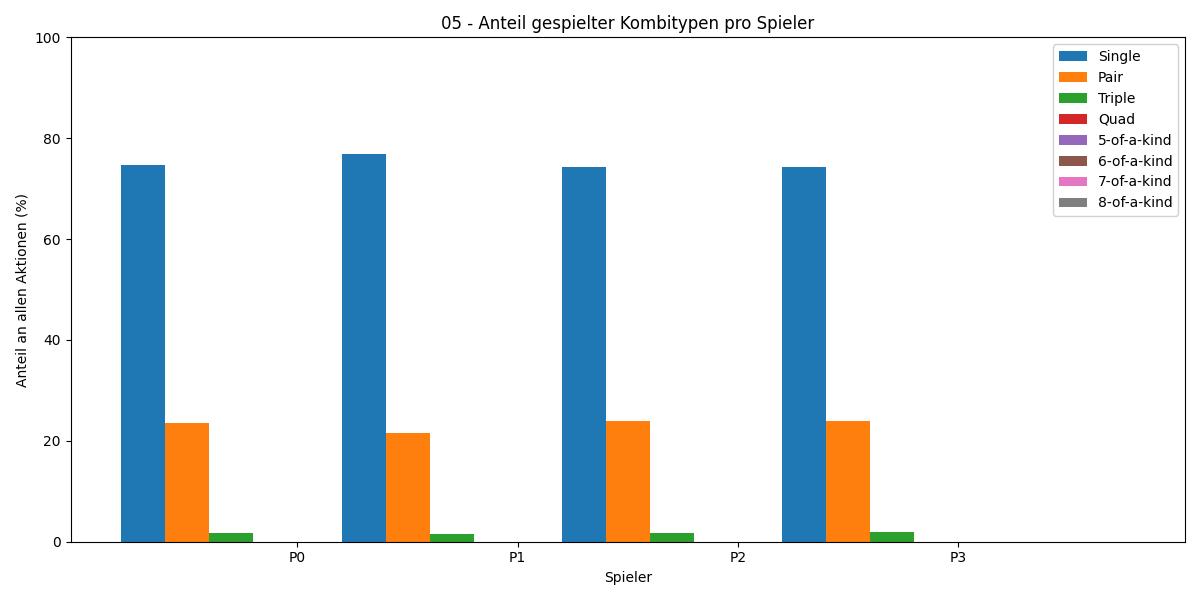 05 - Anteil gespielter Kombitypen pro Spieler
Anteil an allen Aktionen (%)
100
80
60
40
20
0
Single
Pair
Triple
Quad
5-of-a-kind
6-of-a-kind
7-of-a-kind
8-of-a-kind
P0
P1
P2
P3
Spieler